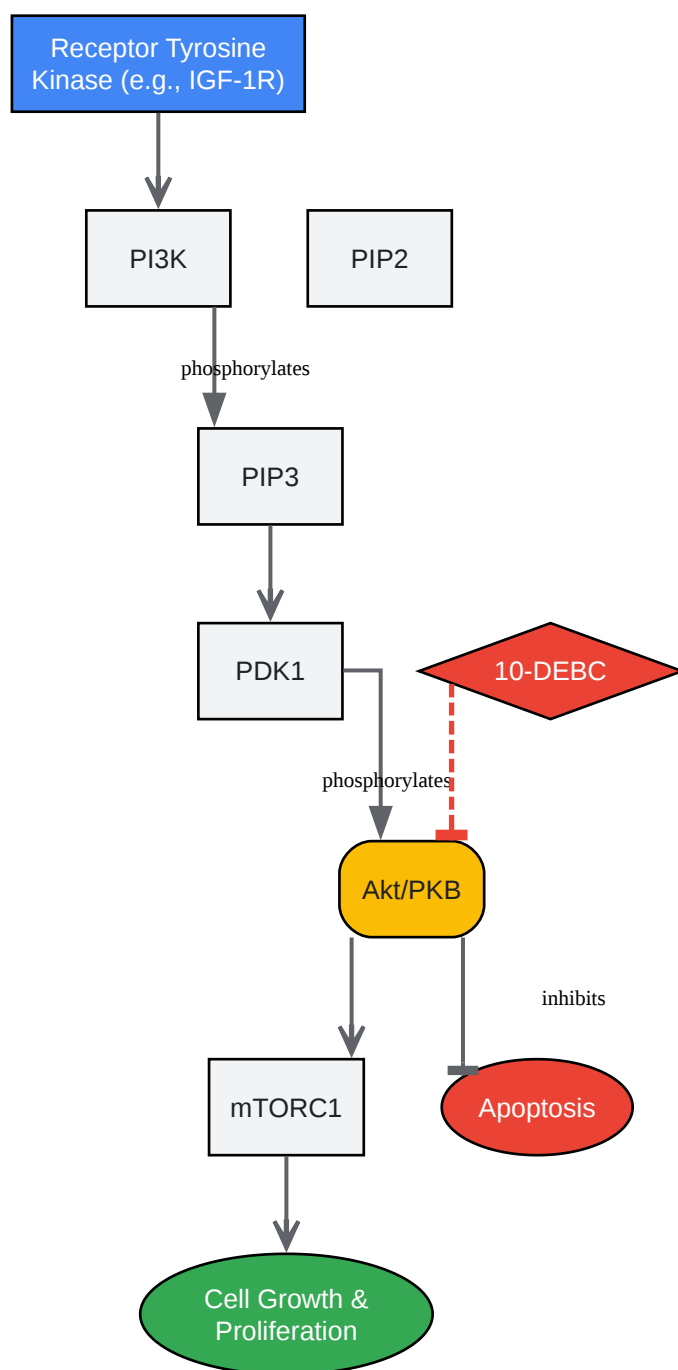 Receptor Tyrosine
Kinase (e.g., IGF-1R)
PI3K
PIP2
phosphorylates
PIP3
PDK1
10-DEBC
phosphorylates
Akt/PKB
inhibits
mTORC1
Apoptosis
Cell Growth &
Proliferation